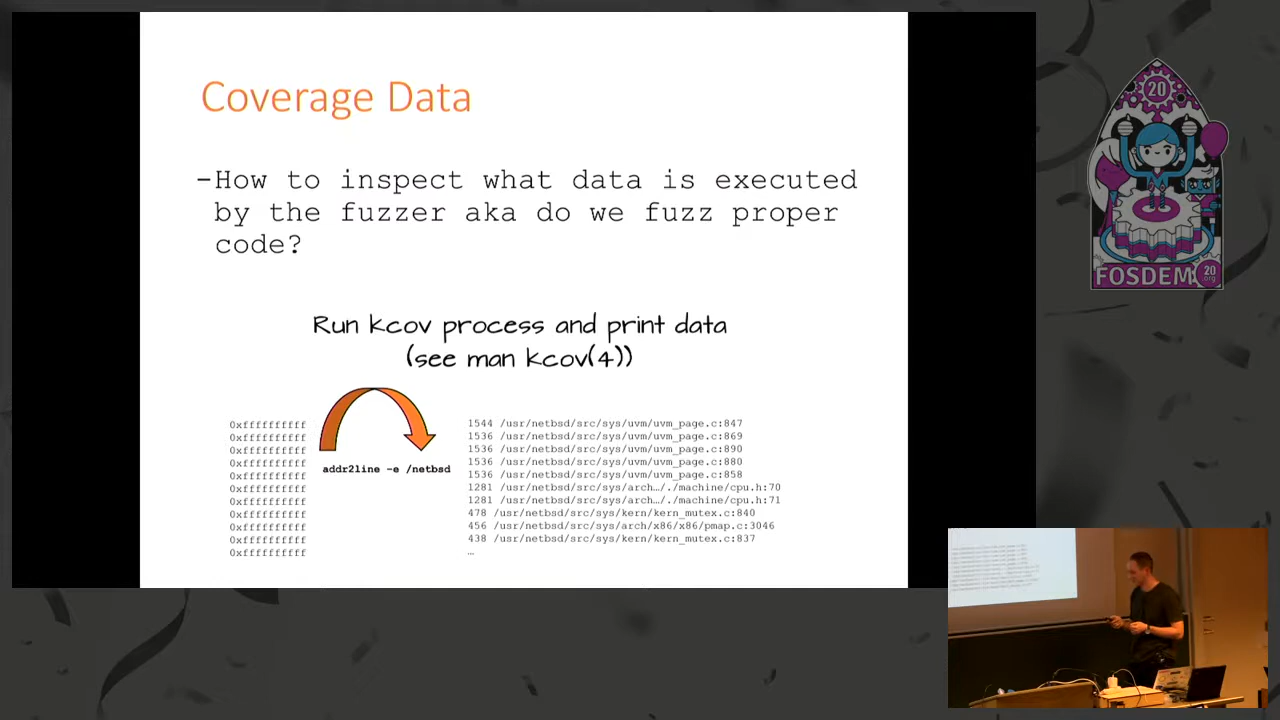 Coverage Data
-How to inspect what data is executed
by the fuzzer aka do we fuzz proper
code?
Run kcov process and print data
(see man kcov(4))
0xffffffffff
0xffffffffff
0xffffffffff
0xffffffffff
0xffffffffff
0xffffffffff
0xffffffffff
0xffffffffff
0xffffffffff
0xffffffffff
0xffffffffff
addr2line -e /netbsd
1544 /usr/netbsd/src/sys/uvm/uvm_page.c:847
1536 /usr/netbsd/src/sys/uvm/uvm_page.c:869
1536 /usr/netbsd/src/sys/uvm/uvm_page.c:890
1536 /usr/netbsd/src/sys/uvm/uvm_page.c:880
1536 /usr/netbsd/src/sys/uvm/uvm_page.c:858
1281 /usr/netbsd/src/sys/arch…/./machine/cpu.h:70
1281 /usr/netbsd/src/sys/arch…/./machine/cpu.h:71
478 /usr/netbsd/src/sys/kern/kern_mutex.c:840
456 /usr/netbsd/src/sys/arch/x86/x86/pmap.c:3046
438 /usr/netbsd/src/sys/kern/kern_mutex.c:837
…
20
FOSDEM 20
.org